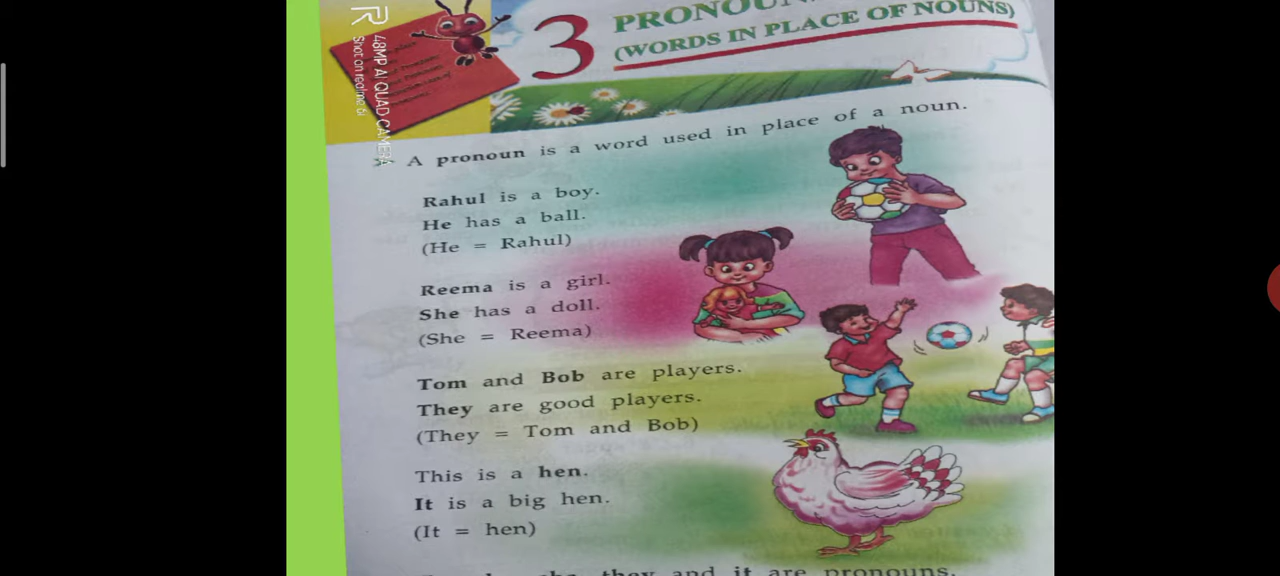 3
PRONOUN
(WORDS IN PLACE OF NOUNS)
A pronoun is a word used in place of a noun.
Rahul is a boy.
He has a ball.
(He = Rahul)
Reema is a girl.
She has a doll.
(She = Reema)
Tom and Bob are players.
They are good players.
(They = Tom and Bob)
This is a hen.
It is a big hen.
(It = hen)
she, they and it are pronouns.
48MP AI QUAD CAMERA
Shot on realme 5i